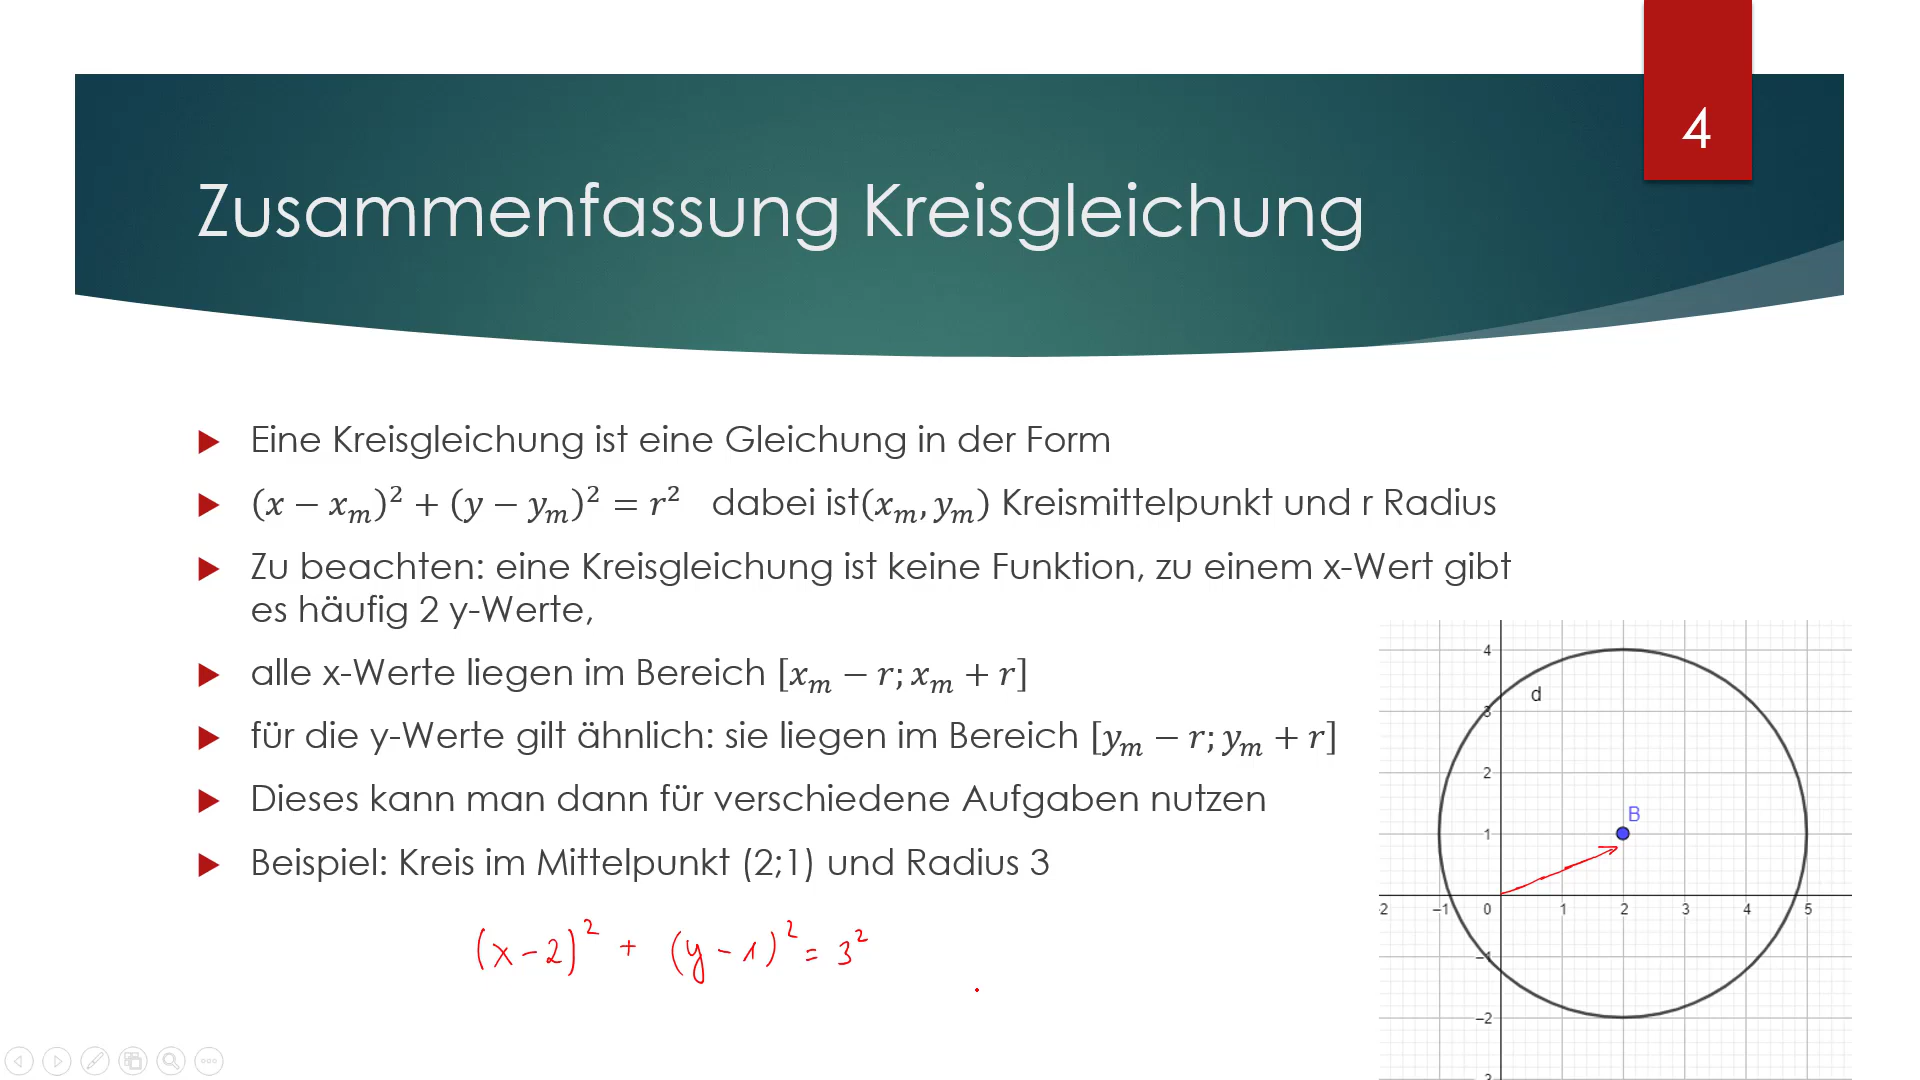 4
Zusammenfassung Kreisgleichung
Eine Kreisgleichung ist eine Gleichung in der Form
(x − xₘ)² + (y − yₘ)² = r² dabei ist(xₘ, yₘ) Kreismittelpunkt und r Radius
Zu beachten: eine Kreisgleichung ist keine Funktion, zu einem x-Wert gibt
es häufig 2 y-Werte,
alle x-Werte liegen im Bereich [xₘ − r; xₘ + r]
für die y-Werte gilt ähnlich: sie liegen im Bereich [yₘ − r; yₘ + r]
Dieses kann man dann für verschiedene Aufgaben nutzen
Beispiel: Kreis im Mittelpunkt (2;1) und Radius 3
(x−2)² + (y−1)² = 3²
4
d
3
2
B
1
2 −1 0 1 2 3 4 5
−1
−2